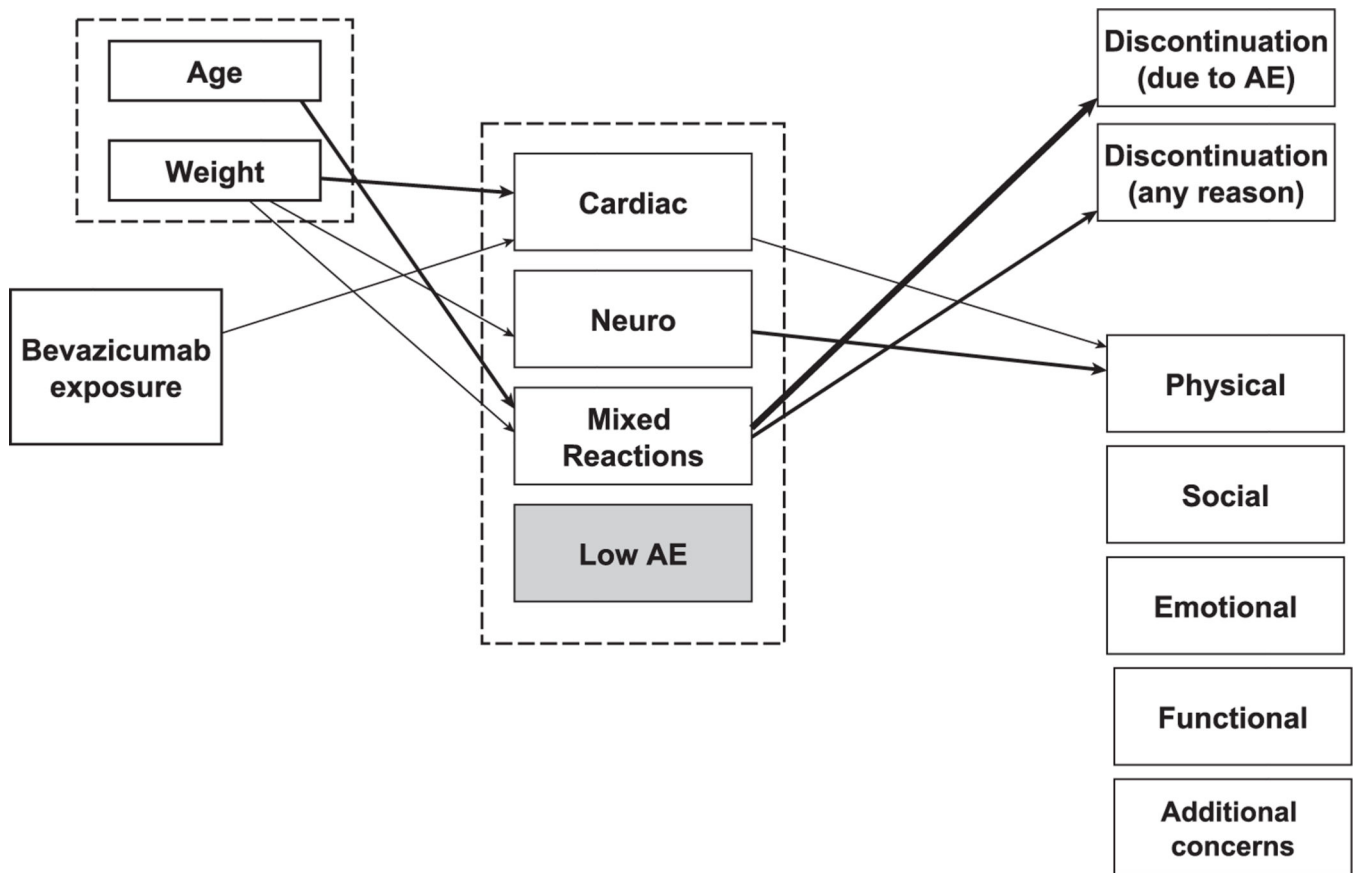 Age
Weight
Bevazicumab
exposure
Cardiac
Neuro
Mixed
Reactions
Low AE
Discontinuation
(due to AE)
Discontinuation
(any reason)
Physical
Social
Emotional
Functional
Additional
concerns